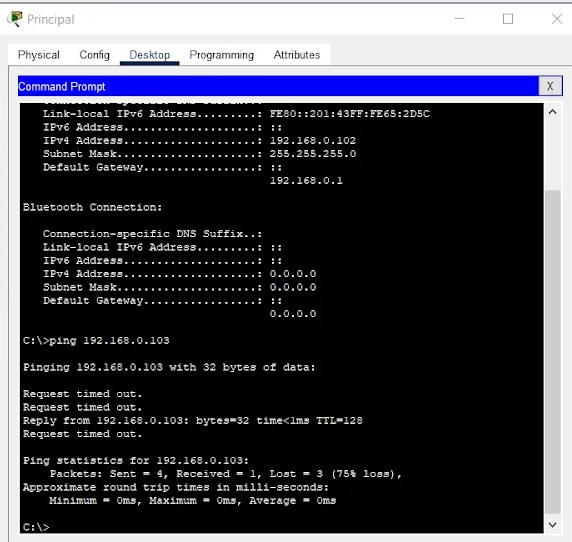 Principal
Physical Config Desktop Programming Attributes
Command Prompt X
Link-local IPv6 Address.........: FE80::201:43FF:FE65:2D5C
IPv6 Address....................: ::
IPv4 Address....................: 192.168.0.102
Subnet Mask.....................: 255.255.255.0
Default Gateway.................: ::
192.168.0.1
Bluetooth Connection:
Connection-specific DNS Suffix..:
Link-local IPv6 Address.........: ::
IPv6 Address....................: ::
IPv4 Address....................: 0.0.0.0
Subnet Mask.....................: 0.0.0.0
Default Gateway.................: ::
0.0.0.0
C:\>ping 192.168.0.103
Pinging 192.168.0.103 with 32 bytes of data:
Request timed out.
Request timed out.
Reply from 192.168.0.103: bytes=32 time<1ms TTL=128
Request timed out.
Ping statistics for 192.168.0.103:
Packets: Sent = 4, Received = 1, Lost = 3 (75% loss),
Approximate round trip times in milli-seconds:
Minimum = 0ms, Maximum = 0ms, Average = 0ms
C:\>